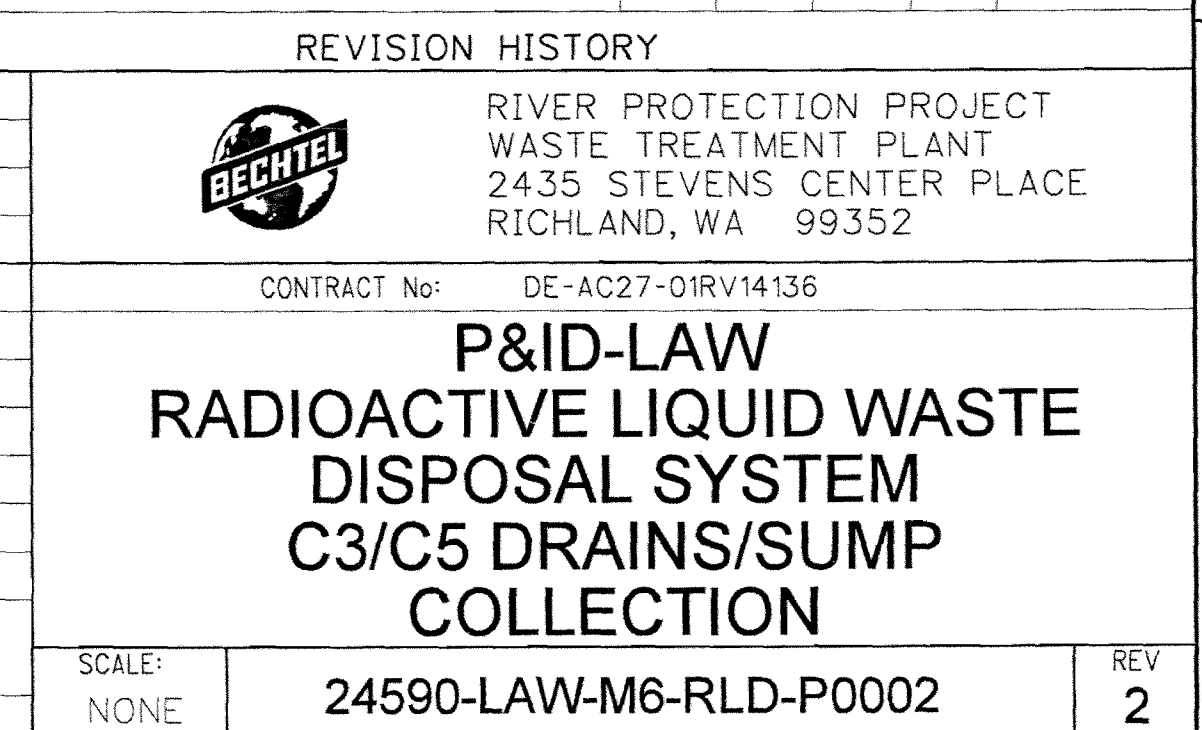 REVISION HISTORY
BECHTEL
RIVER PROTECTION PROJECT
WASTE TREATMENT PLANT
2435 STEVENS CENTER PLACE
RICHLAND, WA 99352
CONTRACT No: DE-AC27-01RV14136
P&ID-LAW
RADIOACTIVE LIQUID WASTE
DISPOSAL SYSTEM
C3/C5 DRAINS/SUMP
COLLECTION
SCALE:
NONE
24590-LAW-M6-RLD-P0002
REV
2